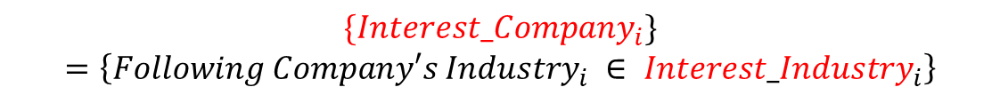 {Interest_Company_i}
= {Following Company's Industry_i ∈ Interest_Industry_i}